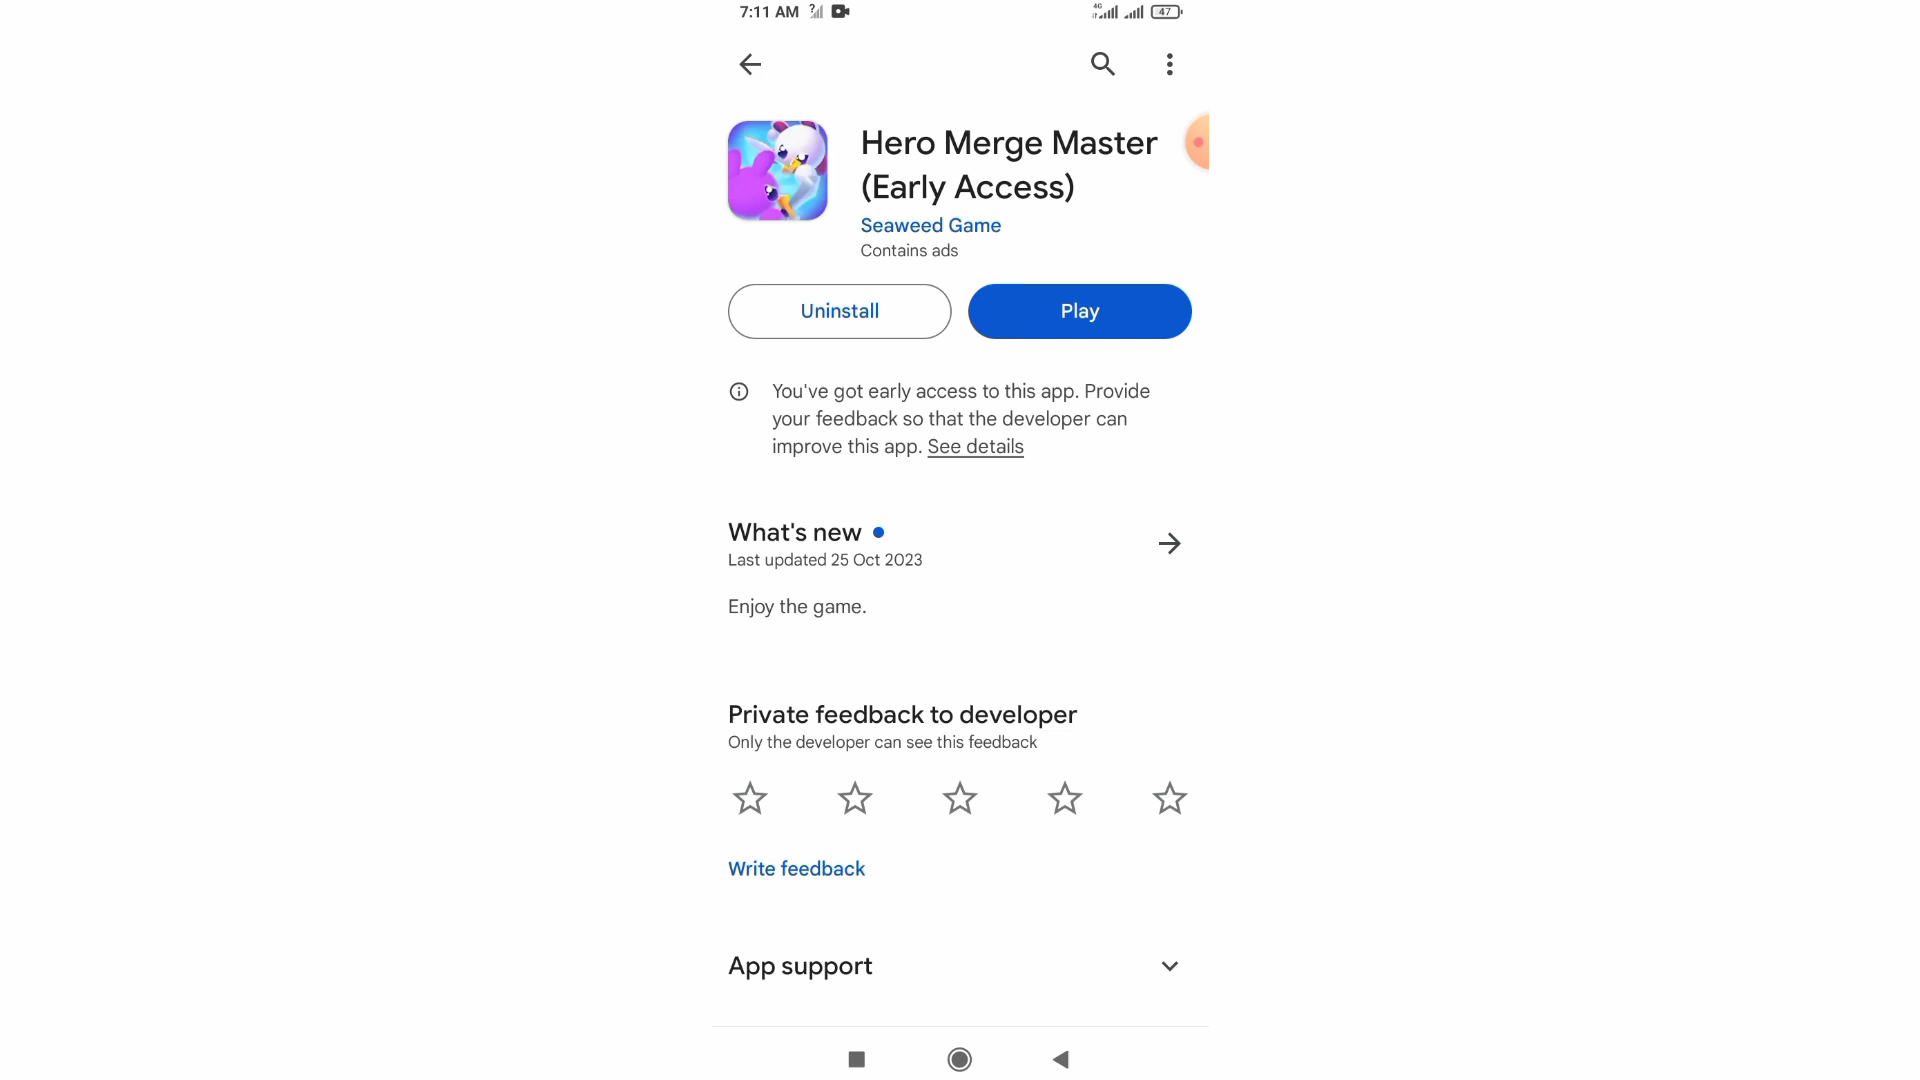 7:11 AM
4G
47
Hero Merge Master
(Early Access)
Seaweed Game
Contains ads
Uninstall
Play
You've got early access to this app. Provide
your feedback so that the developer can
improve this app. See details
What's new
Last updated 25 Oct 2023
Enjoy the game.
Private feedback to developer
Only the developer can see this feedback
Write feedback
App support